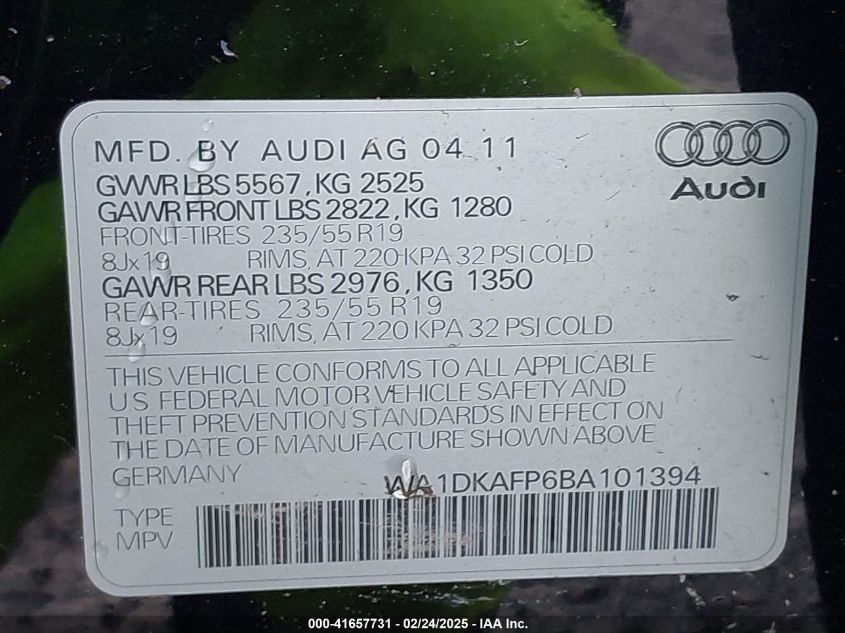 MFD. BY AUDI AG 04 11
Audi
GVWR LBS 5567, KG 2525
GAWR FRONT LBS 2822, KG 1280
FRONT-TIRES 235/55 R19
8Jx19 RIMS, AT 220 KPA 32 PSI COLD
GAWR REAR LBS 2976, KG 1350
REAR-TIRES 235/55 R19
8Jx19 RIMS, AT 220 KPA 32 PSI COLD
THIS VEHICLE CONFORMS TO ALL APPLICABLE
U S FEDERAL MOTOR VEHICLE SAFETY AND
THEFT PREVENTION STANDARDS IN EFFECT ON
THE DATE OF MANUFACTURE SHOWN ABOVE
GERMANY WA1DKAFP6BA101394
TYPE
MPV
000-41657731 - 02/24/2025 - IAA Inc.